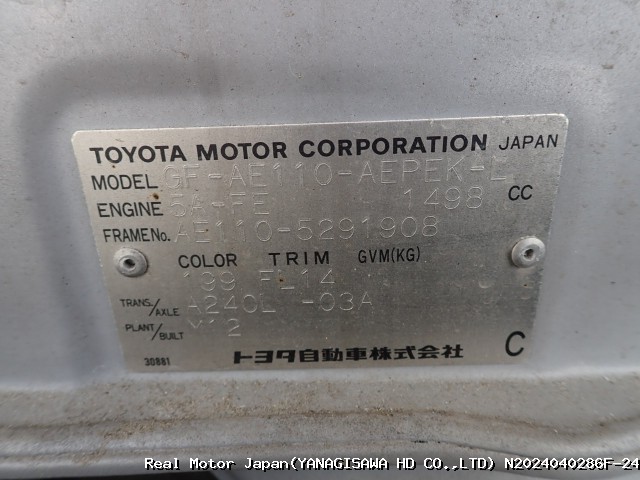 TOYOTA MOTOR CORPORATION JAPAN
MODEL GF-AE110-AEPEK-L
ENGINE 5A-FE 1498 CC
FRAME No. AE110-5291908
COLOR TRIM GVM(KG)
199 FL14
TRANS./AXLE A240L -03A
PLANT/BUILT M12
30881 トヨタ自動車株式会社 C
Real Motor Japan(YANAGISAWA HD CO.,LTD) N2024040286F-24